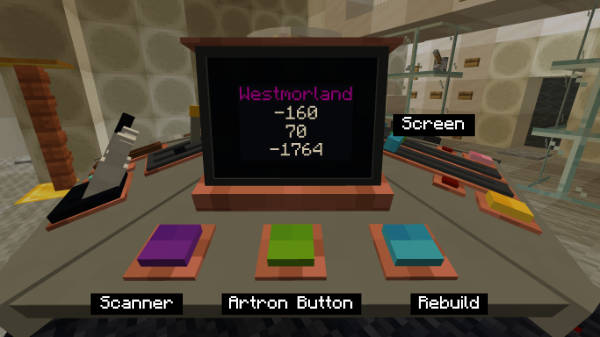 Westmorland
-160
70
-1764
Screen
Scanner
Artron Button
Rebuild